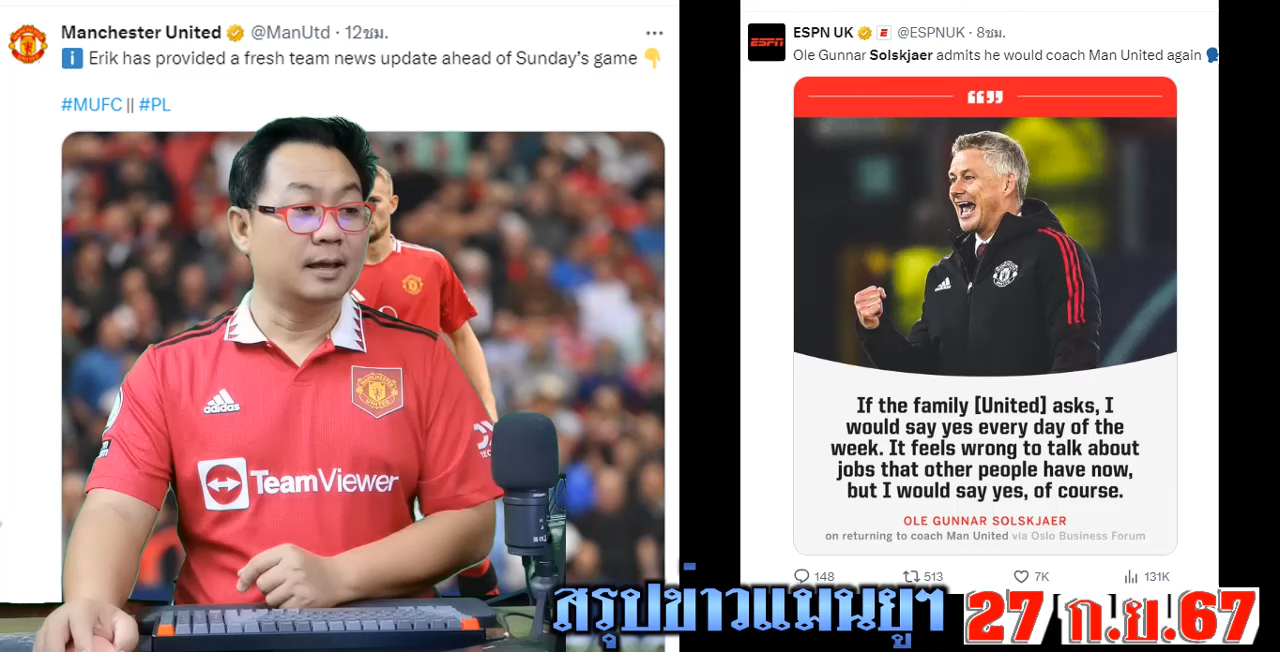 Manchester United @ManUtd · 12ชม.
Erik has provided a fresh team news update ahead of Sunday's game
#MUFC || #PL
adidas
TeamViewer
ESPN
ESPN UK E @ESPNUK · 8ชม.
Ole Gunnar Solskjaer admits he would coach Man United again
If the family [United] asks, I
would say yes every day of the
week. It feels wrong to talk about
jobs that other people have now,
but I would say yes, of course.
OLE GUNNAR SOLSKJAER
on returning to coach Man United via Oslo Business Forum
148 513 7K 131K
สรุปข่าวแมนยูฯ 27 ก.ย.67